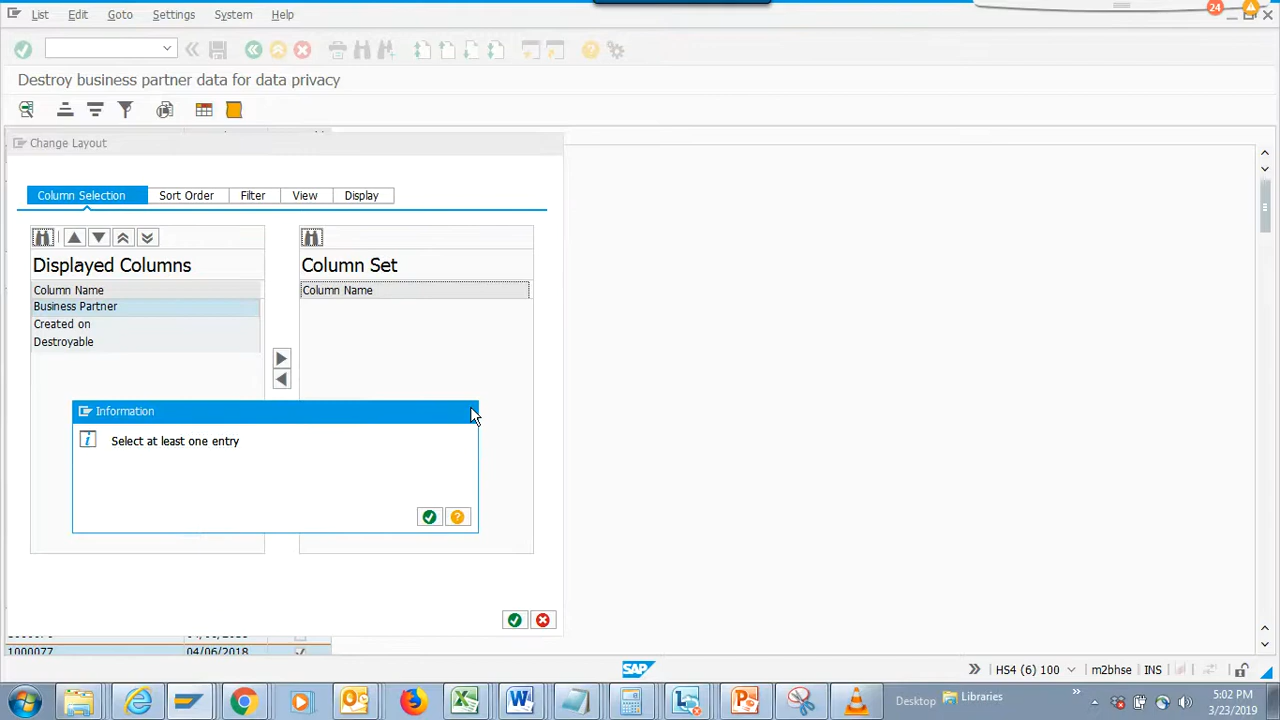 24
List Edit Goto Settings System Help
Destroy business partner data for data privacy
Change Layout
Column Selection Sort Order Filter View Display
Displayed Columns
Column Name
Business Partner
Created on
Destroyable
Column Set
Column Name
Information
Select at least one entry
1000077 04/06/2018
SAP
HS4 (6) 100 m2bhse INS
Desktop Libraries
5:02 PM
3/23/2019